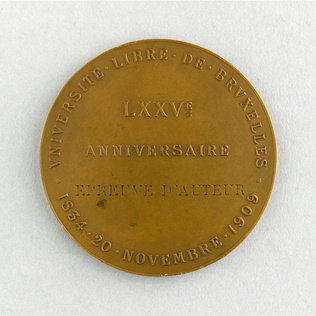 VNIVERSITE · LIBRE · DE · BRVXELLES
LXXVE
ANNIVERSAIRE
EPREUVE D'AUTEUR
1834 · 20 · NOVEMBRE · 1909